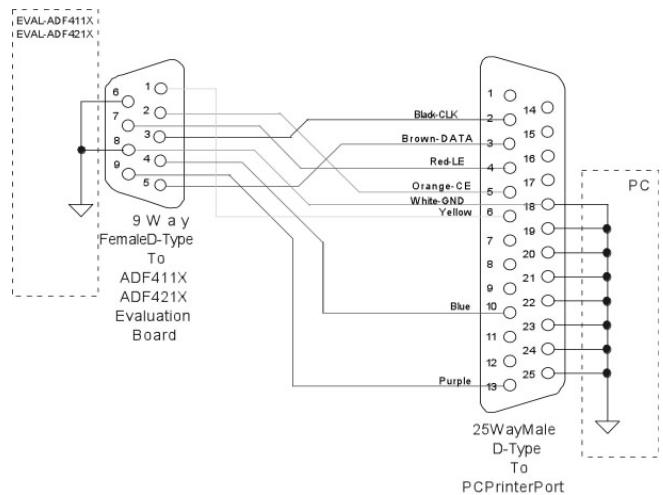 EVAL-ADF411X
EVAL-ADF421X
6
7
8
9
1
2
3
4
5
9 Way
FemaleD-Type
To
ADF411X
ADF421X
Evaluation
Board
Black-CLK
Brown-DATA
Red-LE
Orange-CE
White-GND
Yellow
Blue
Purple
1
2
3
4
5
6
7
8
9
10
11
12
13
14
15
16
17
18
19
20
21
22
23
24
25
25WayMale
D-Type
To
PCPrinterPort
PC